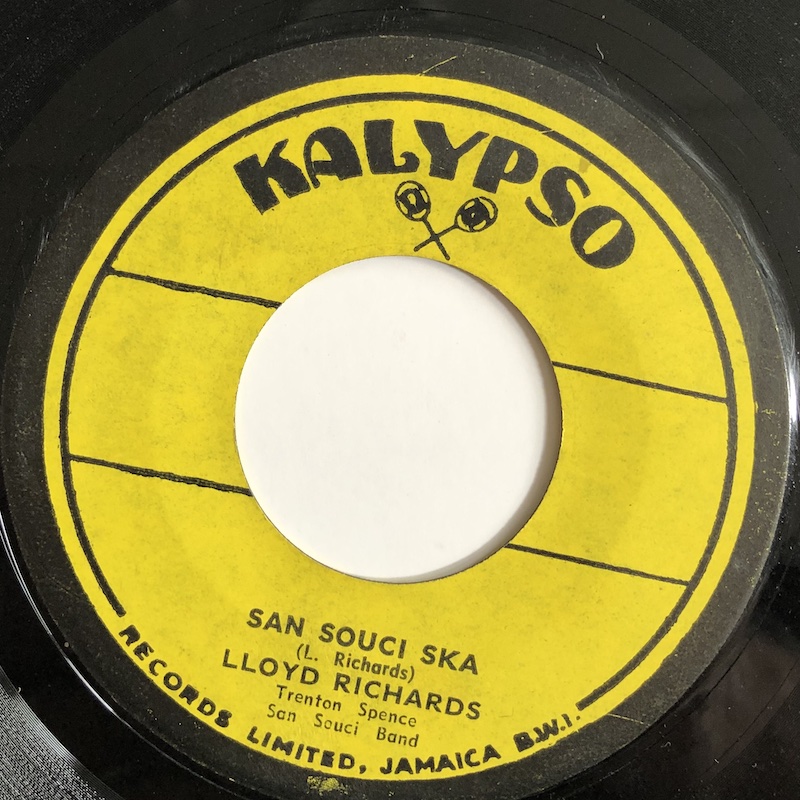 KALYPSO
SAN SOUCI SKA
(L. Richards)
LLOYD RICHARDS
Trenton Spence
San Souci Band
RECORDS LIMITED, JAMAICA B.W.I.